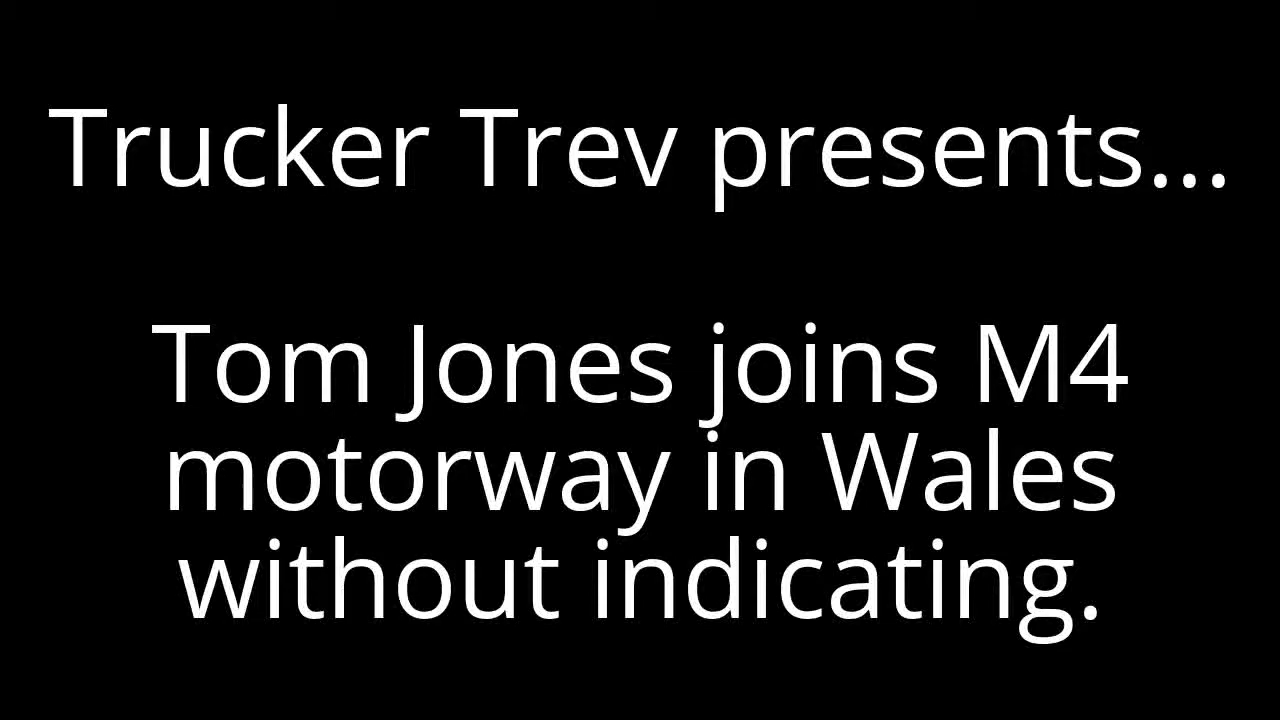 Trucker Trev presents...
Tom Jones joins M4
motorway in Wales
without indicating.